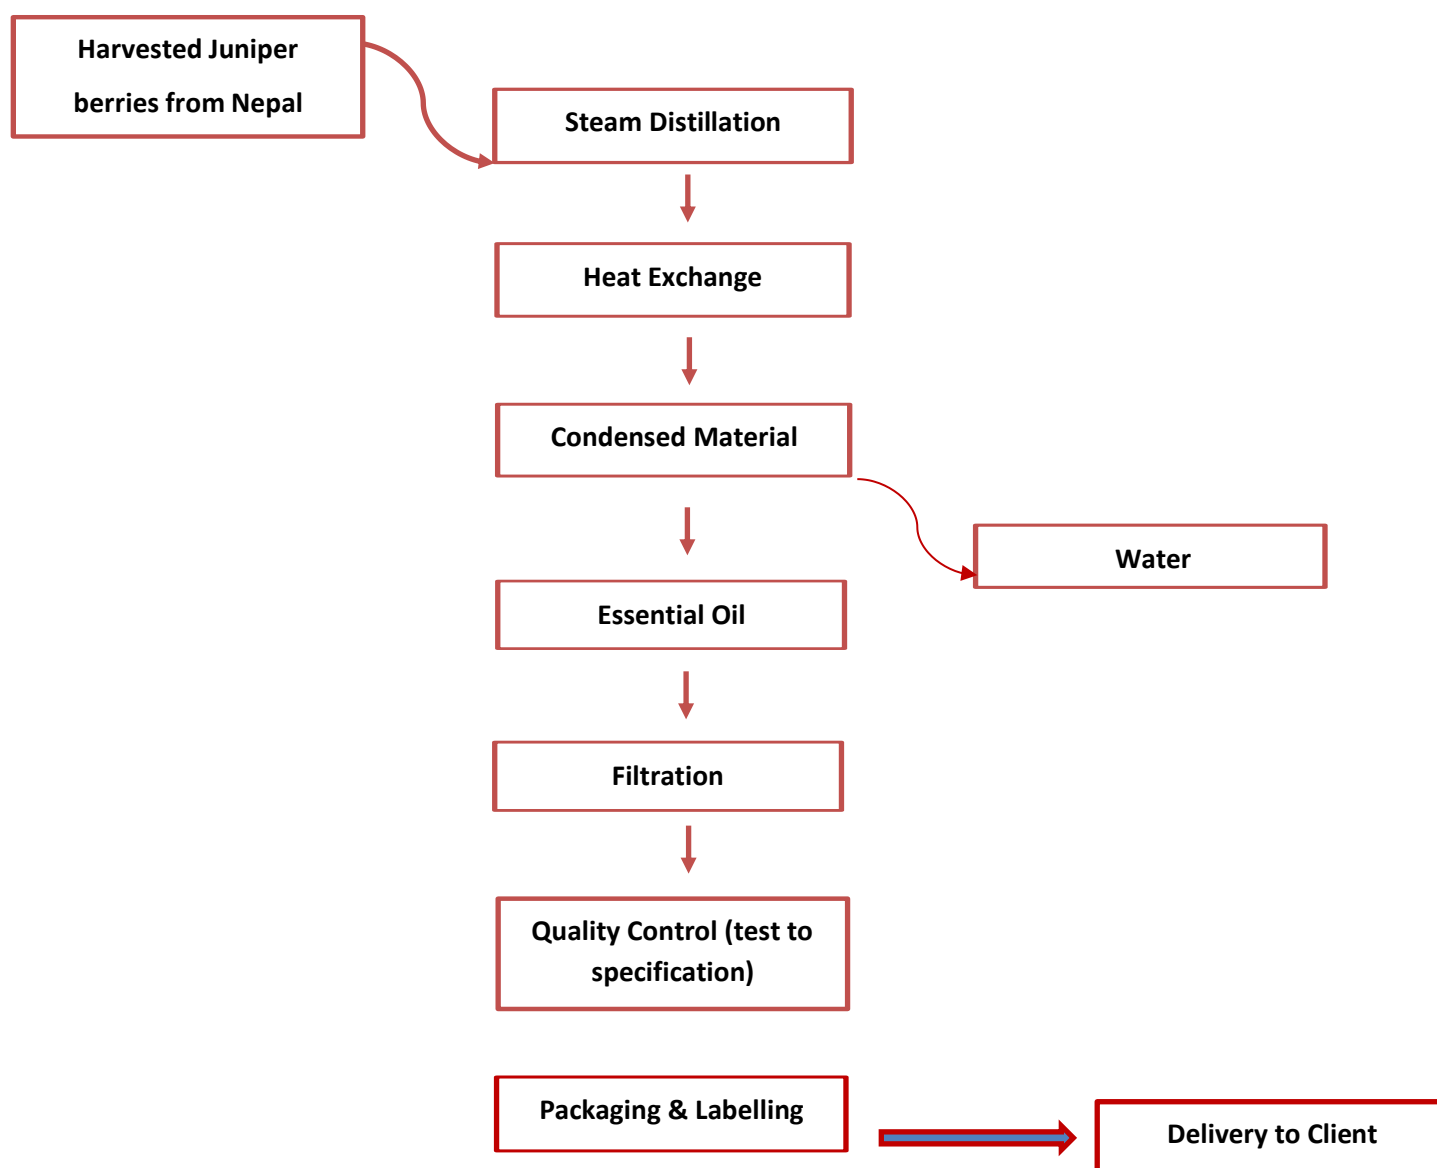 Harvested Juniper
berries from Nepal
Steam Distillation
Heat Exchange
Condensed Material
Water
Essential Oil
Filtration
Quality Control (test to
specification)
Packaging & Labelling
Delivery to Client